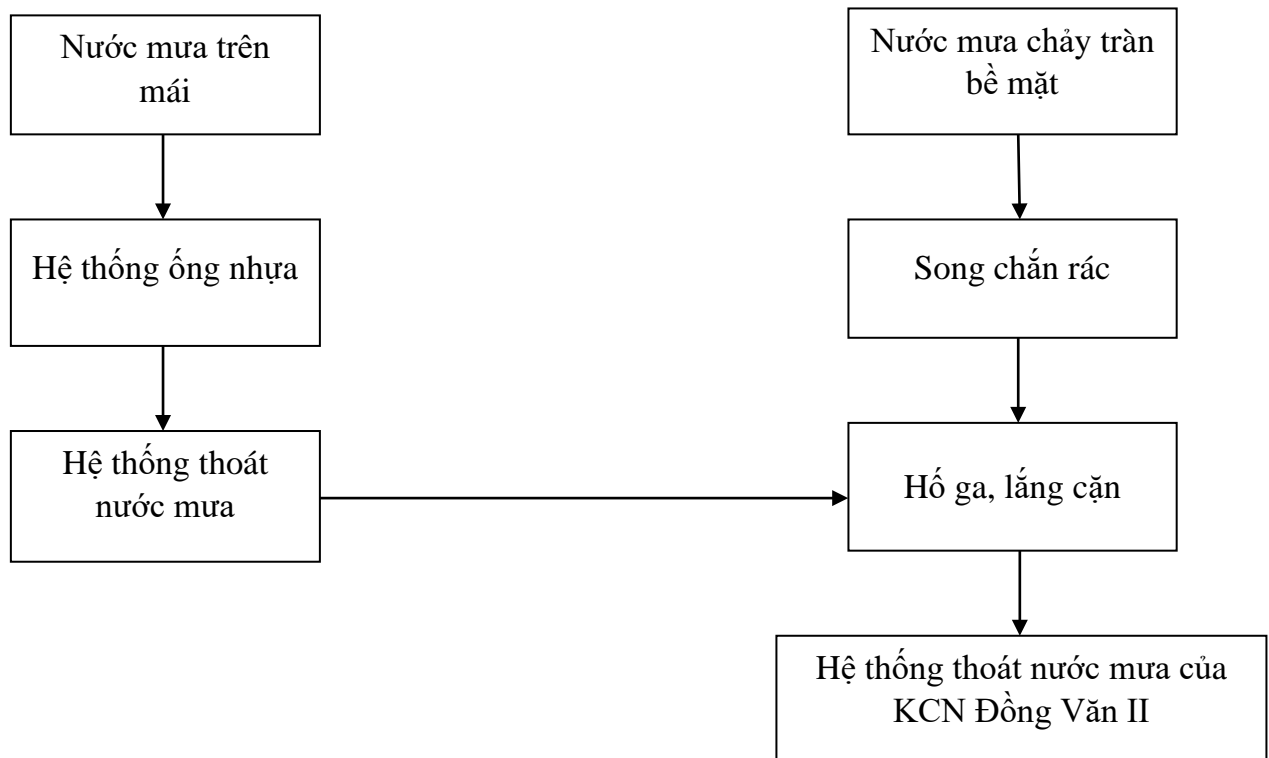 Nước mưa trên
mái
Nước mưa chảy tràn
bề mặt
Hệ thống ống nhựa
Song chắn rác
Hệ thống thoát
nước mưa
Hố ga, lắng cặn
Hệ thống thoát nước mưa của
KCN Đồng Văn II